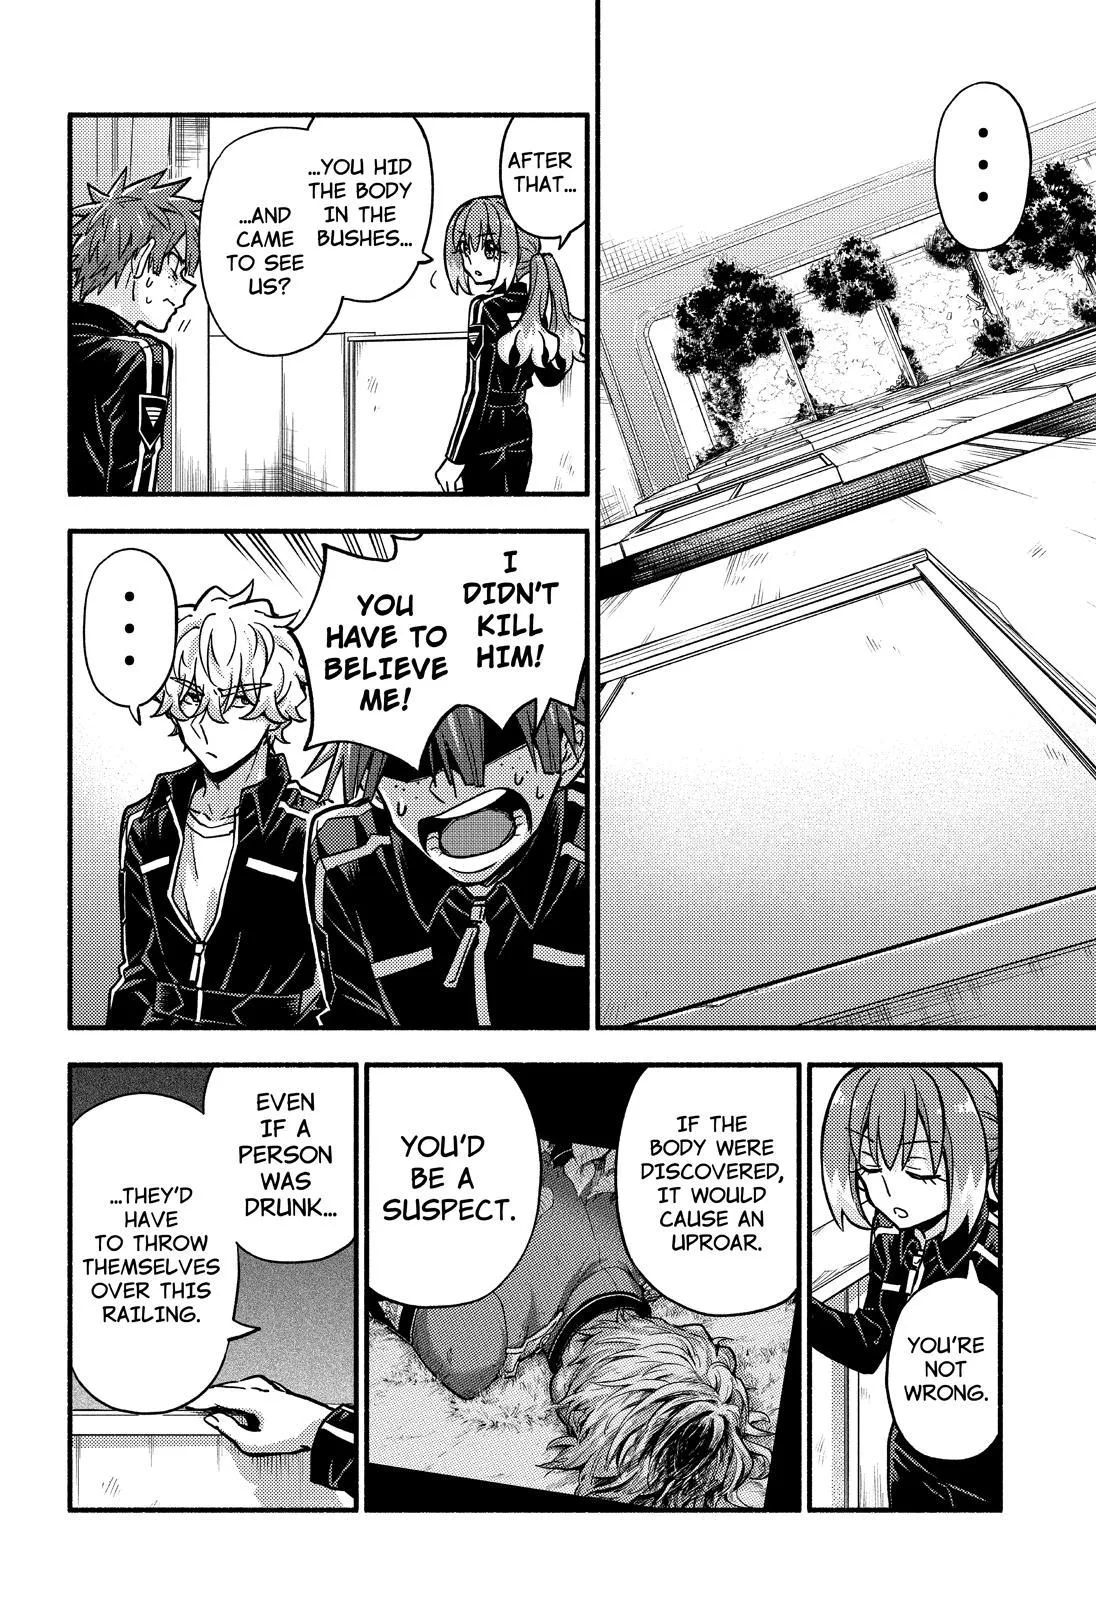 . . .
AFTER
THAT...
...YOU HID
THE BODY
IN THE
BUSHES...
...AND
CAME
TO SEE
US?
I
DIDN'T
KILL
HIM!
YOU
HAVE TO
BELIEVE
ME!
. . .
YOU'RE
NOT
WRONG.
IF THE
BODY WERE
DISCOVERED,
IT WOULD
CAUSE AN
UPROAR.
YOU'D
BE A
SUSPECT.
EVEN
IF A
PERSON
WAS
DRUNK...
...THEY'D
HAVE
TO THROW
THEMSELVES
OVER THIS
RAILING.